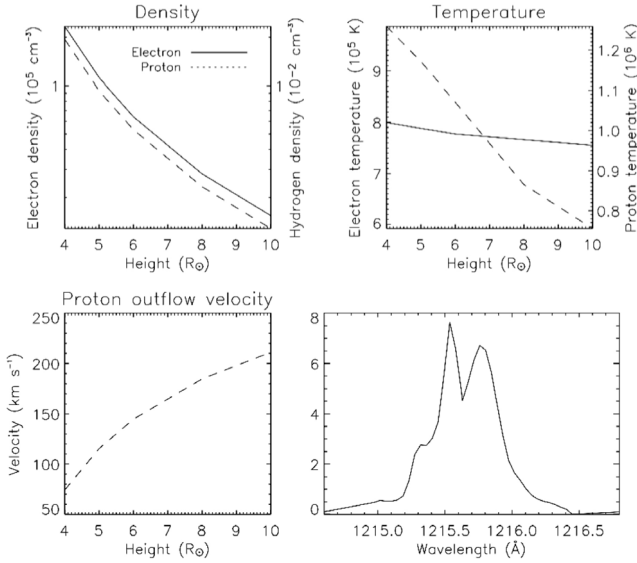 Density
Electron density (10⁵ cm⁻³)
1
Electron
Proton
1
Hydrogen density (10⁻² cm⁻³)
4 5 6 7 8 9 10
Height (R☉)
Temperature
Electron temperature (10⁵ K)
9
8
7
6
1.2
1.1
1.0
0.9
0.8
Proton temperature (10⁶ K)
4 5 6 7 8 9 10
Height (R☉)
Proton outflow velocity
Velocity (km s⁻¹)
250
200
150
100
50
4 5 6 7 8 9 10
Height (R☉)
8
6
4
2
0
1215.0 1215.5 1216.0 1216.5
Wavelength (Å)